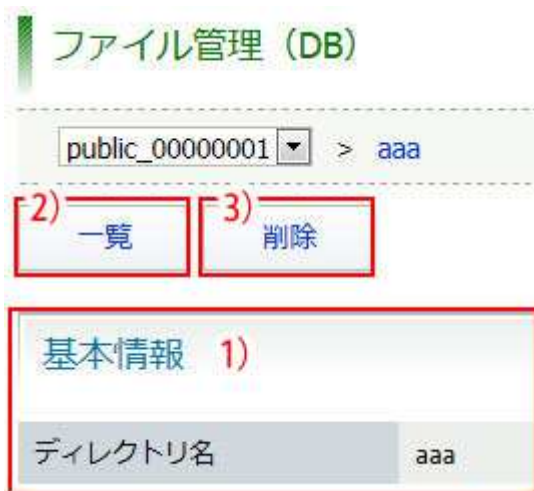 ファイル管理（DB）
public_00000001 > aaa
2) 3)
一覧 削除
基本情報 1)
ディレクトリ名 aaa